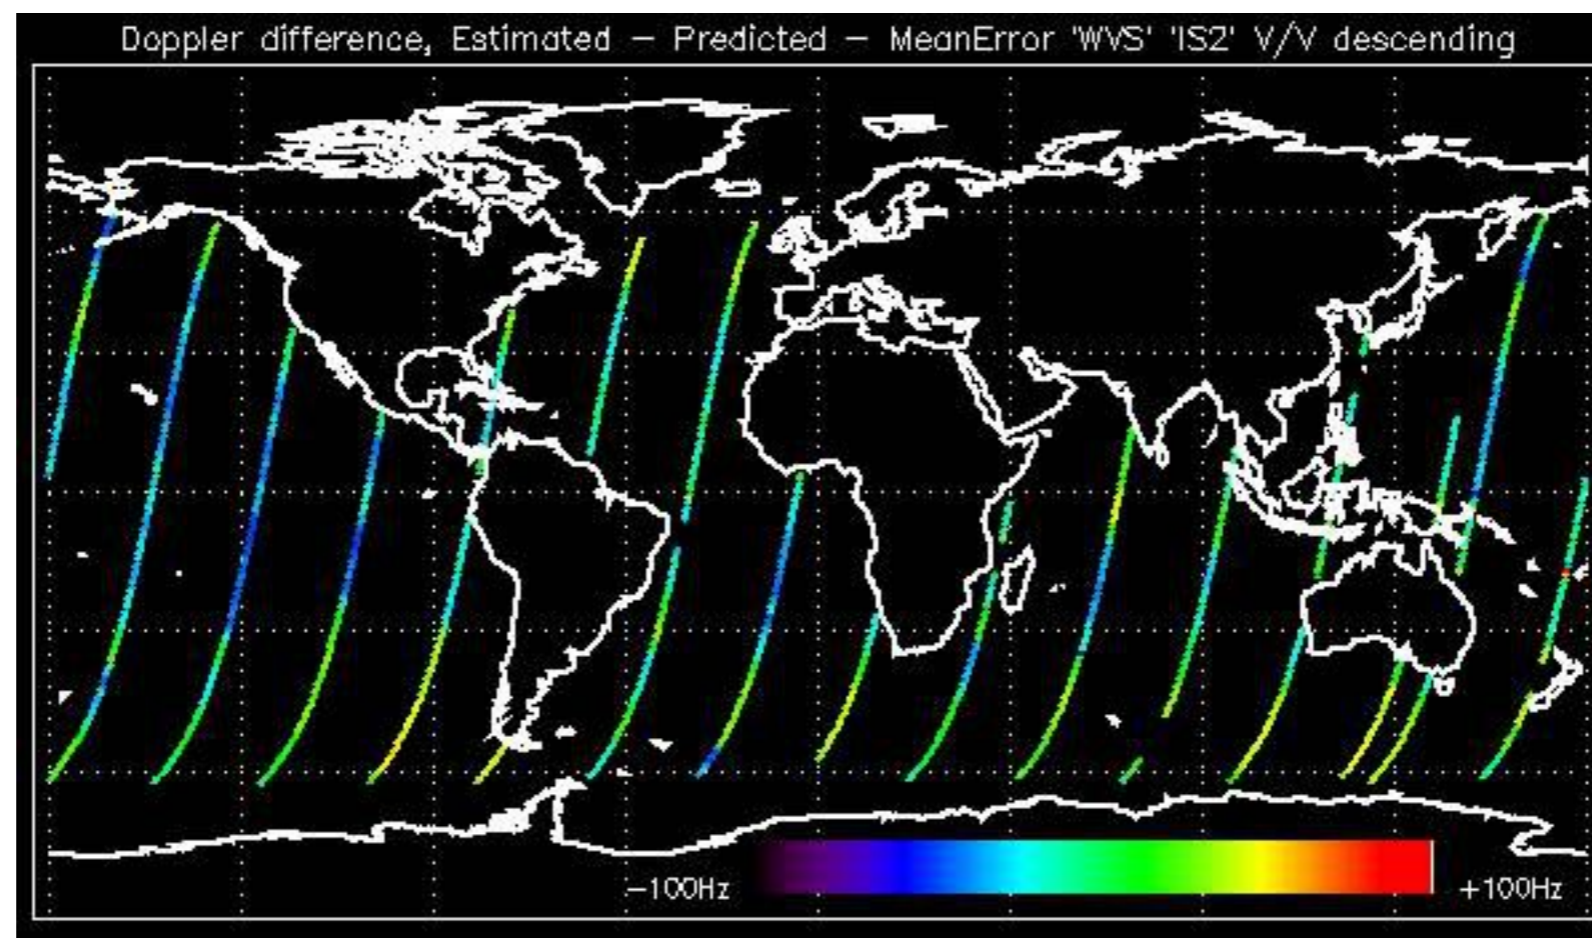 Doppler difference, Estimated – Predicted – MeanError 'WVS' 'IS2' V/V descending
–100Hz +100Hz